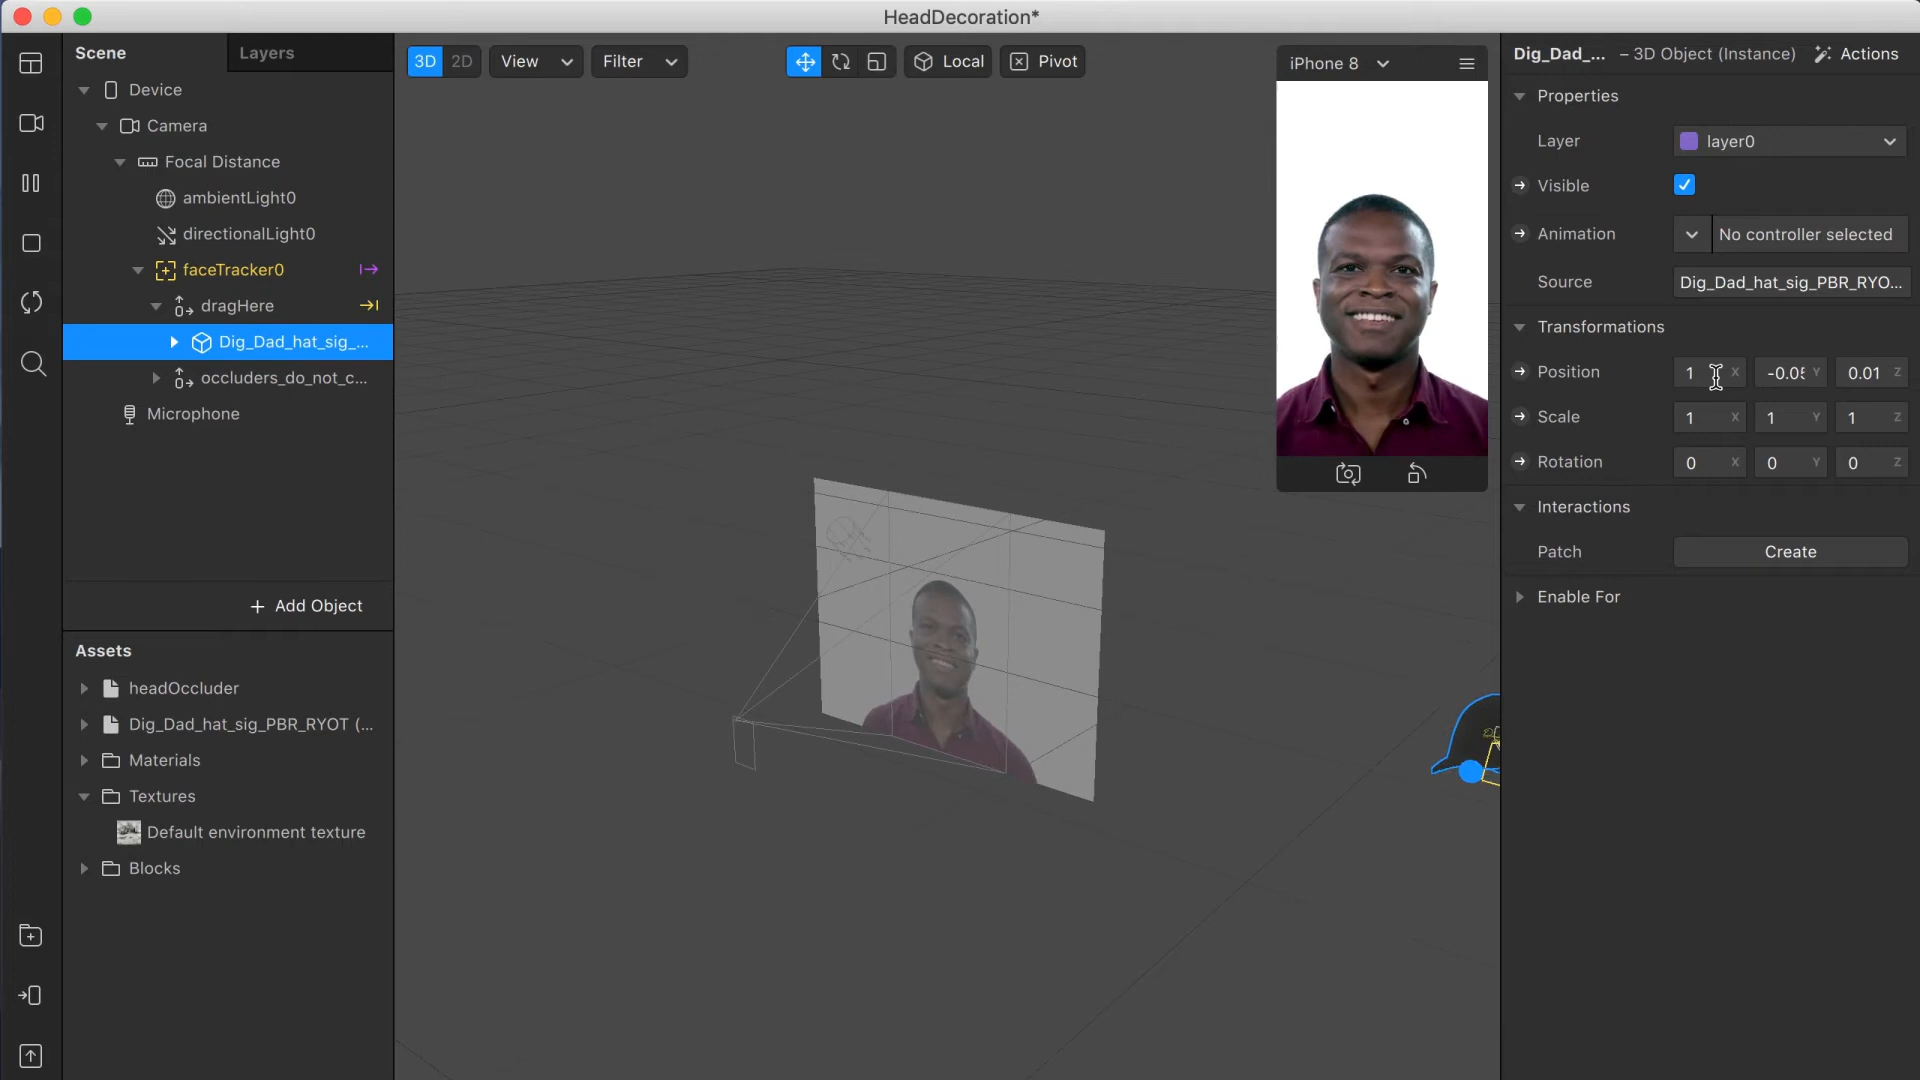 HeadDecoration*
Scene
Layers
Device
Camera
Focal Distance
ambientLight0
directionalLight0
faceTracker0
dragHere
Dig_Dad_hat_sig_...
occluders_do_not_c...
Microphone
+ Add Object
Assets
headOccluder
Dig_Dad_hat_sig_PBR_RYOT (...
Materials
Textures
Default environment texture
Blocks
3D 2D View Filter Local Pivot
iPhone 8
Dig_Dad_... – 3D Object (Instance) Actions
Properties
Layer layer0
Visible
Animation No controller selected
Source Dig_Dad_hat_sig_PBR_RYO...
Transformations
Position 1 X -0.05 Y 0.01 Z
Scale 1 X 1 Y 1 Z
Rotation 0 X 0 Y 0 Z
Interactions
Patch Create
Enable For